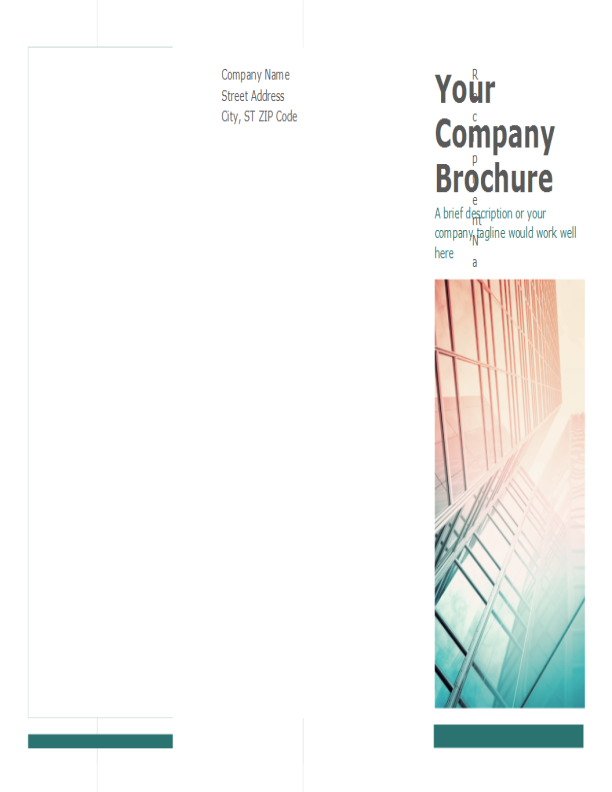 Company Name
Street Address
City, ST ZIP Code
Your
Company
Brochure
A brief description or your
company tagline would work well
here